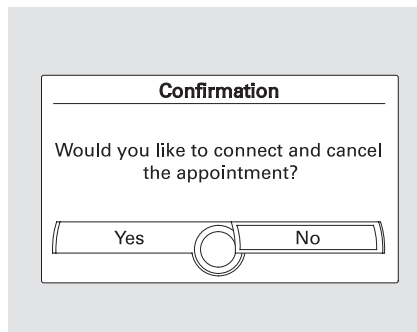 Confirmation
Would you like to connect and cancel
the appointment?
Yes No